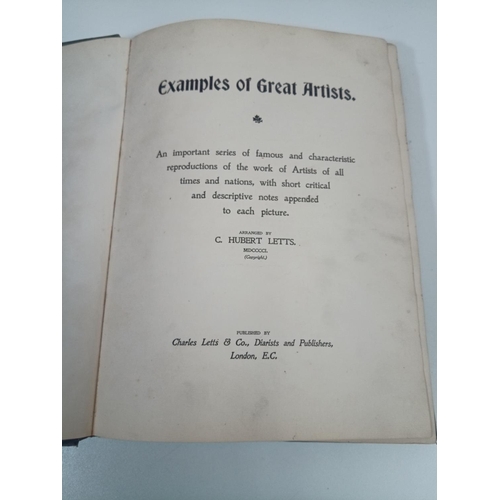 Examples of Great Artists.
An important series of famous and characteristic
reproductions of the work of Artists of all
times and nations, with short critical
and descriptive notes appended
to each picture.
ARRANGED BY
C. HUBERT LETTS.
MDCCCCI.
(Copyright.)
PUBLISHED BY
Charles Letts & Co., Diarists and Publishers,
London, E.C.